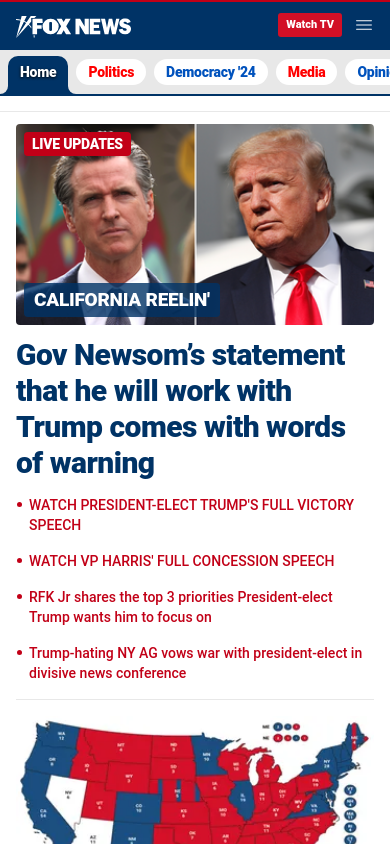 FOX NEWS
Watch TV
Home
Politics
Democracy '24
Media
Opini
LIVE UPDATES
CALIFORNIA REELIN'
Gov Newsom’s statement
that he will work with
Trump comes with words
of warning
• WATCH PRESIDENT-ELECT TRUMP'S FULL VICTORY
SPEECH
• WATCH VP HARRIS' FULL CONCESSION SPEECH
• RFK Jr shares the top 3 priorities President-elect
Trump wants him to focus on
• Trump-hating NY AG vows war with president-elect in
divisive news conference